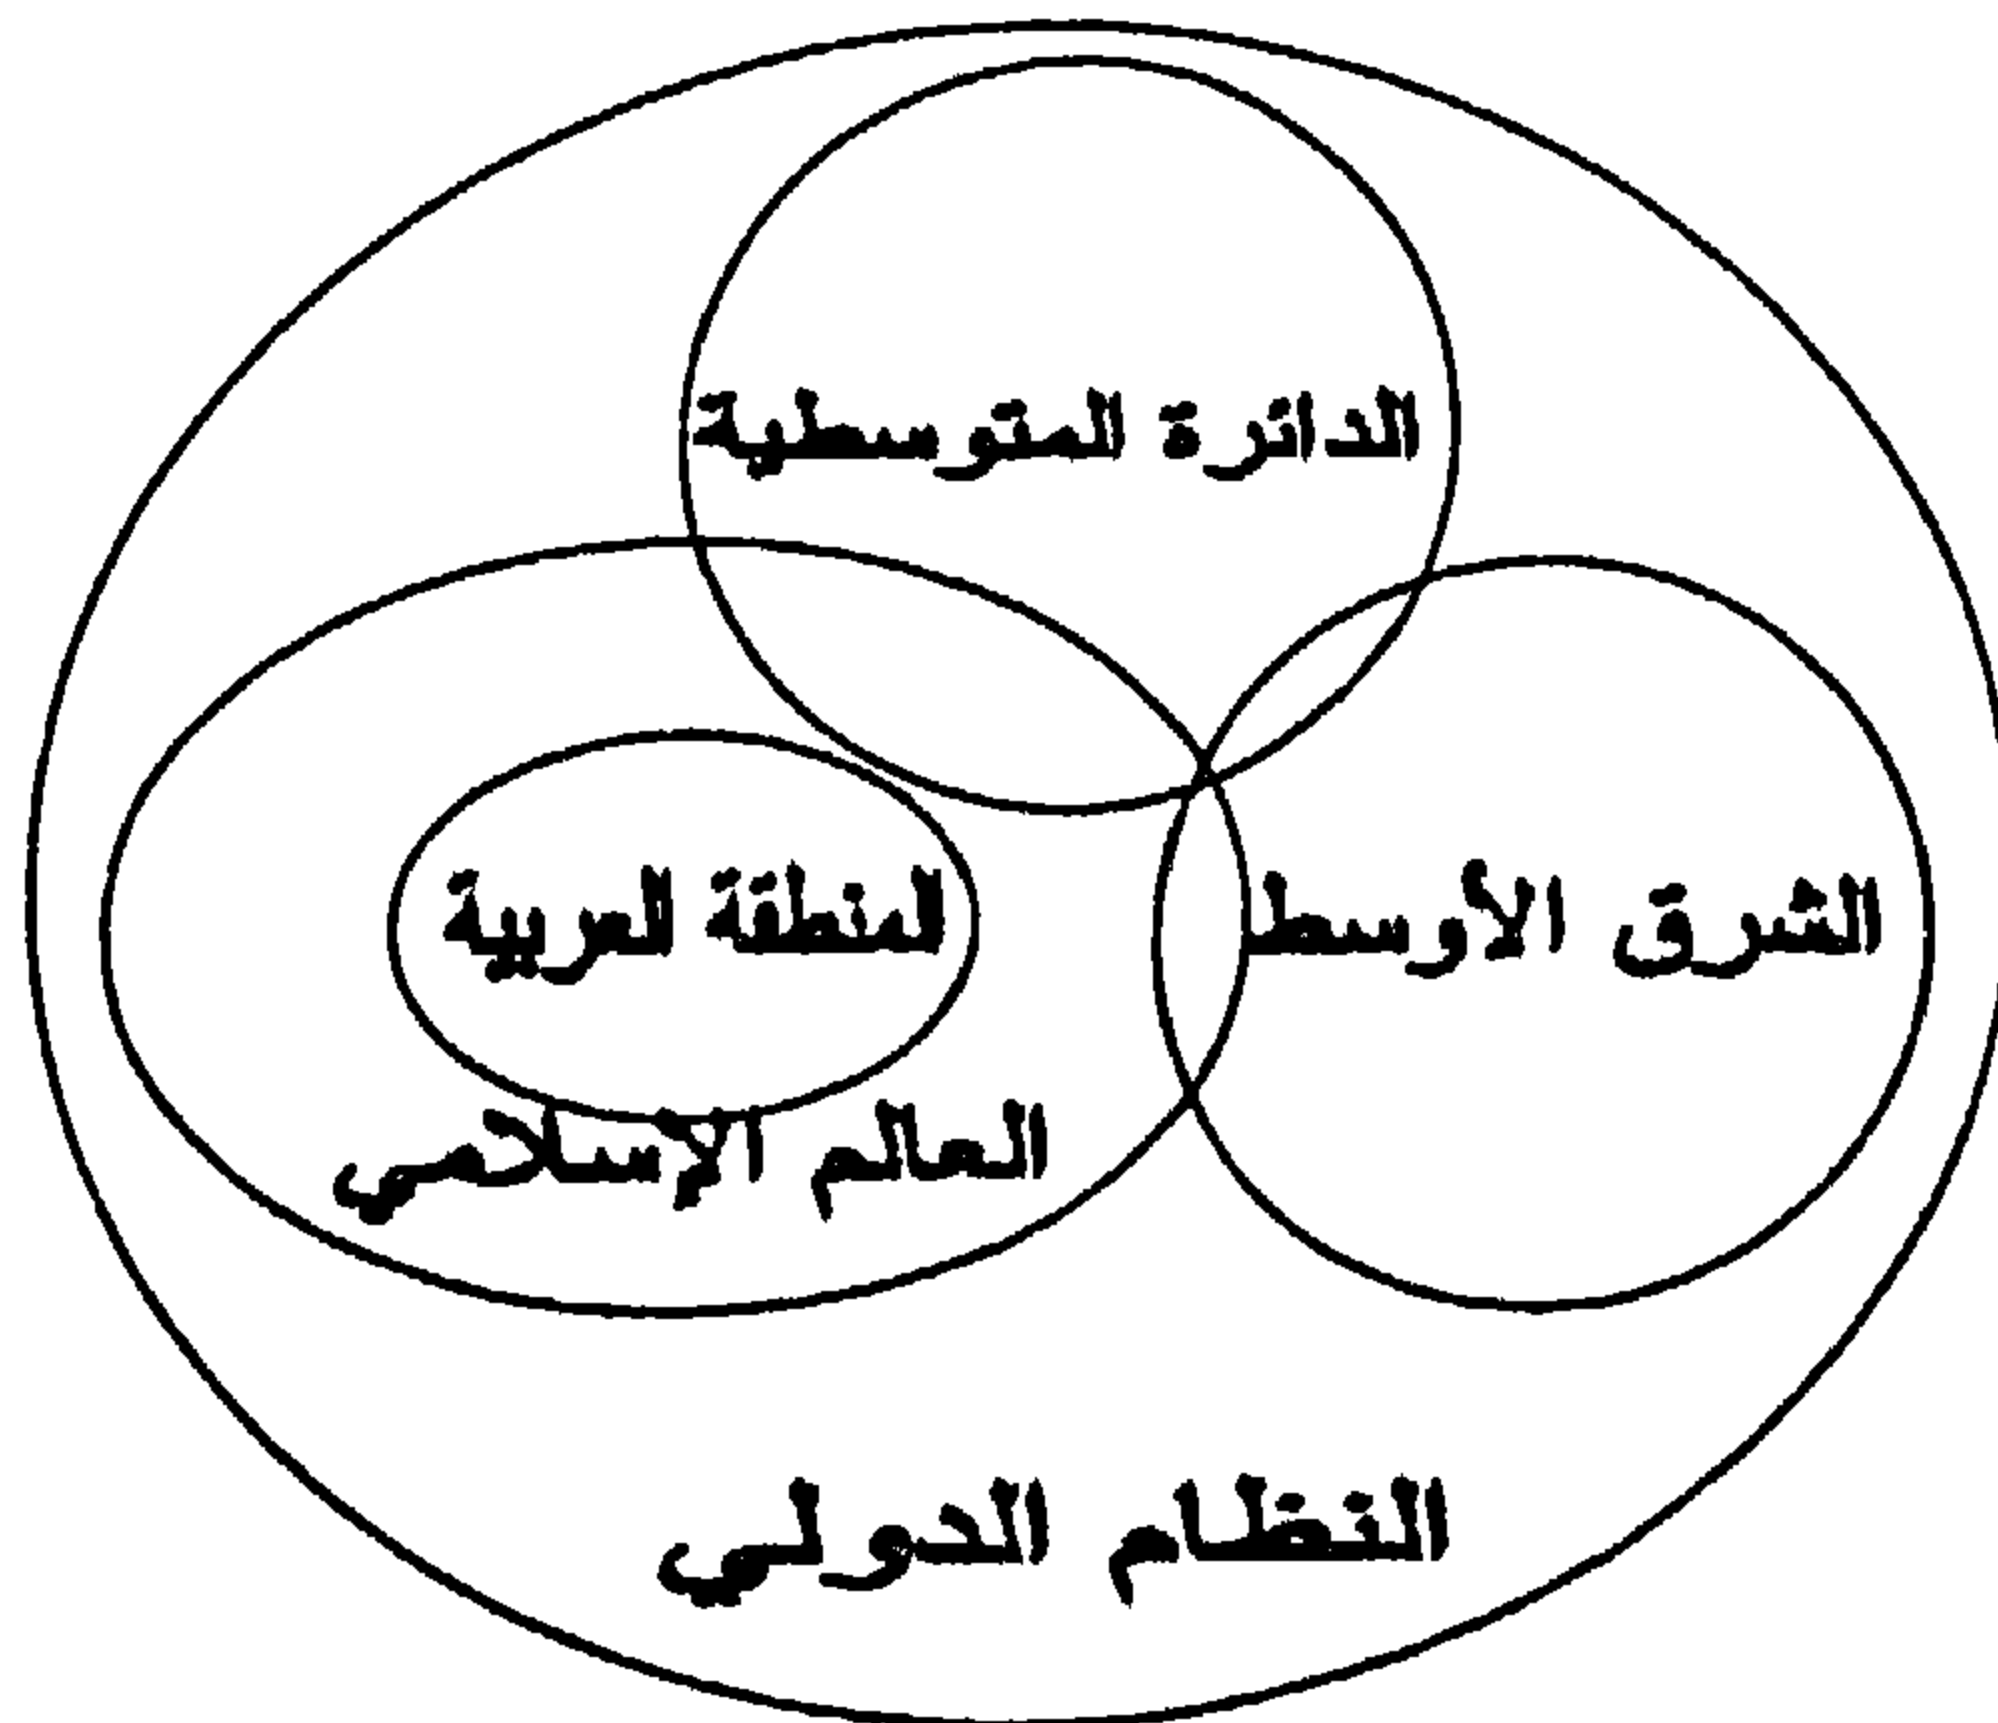 الدائرة المتوسطية
المنطقة العربية
الشرق الأوسط
العالم الإسلامي
النظام الدولي